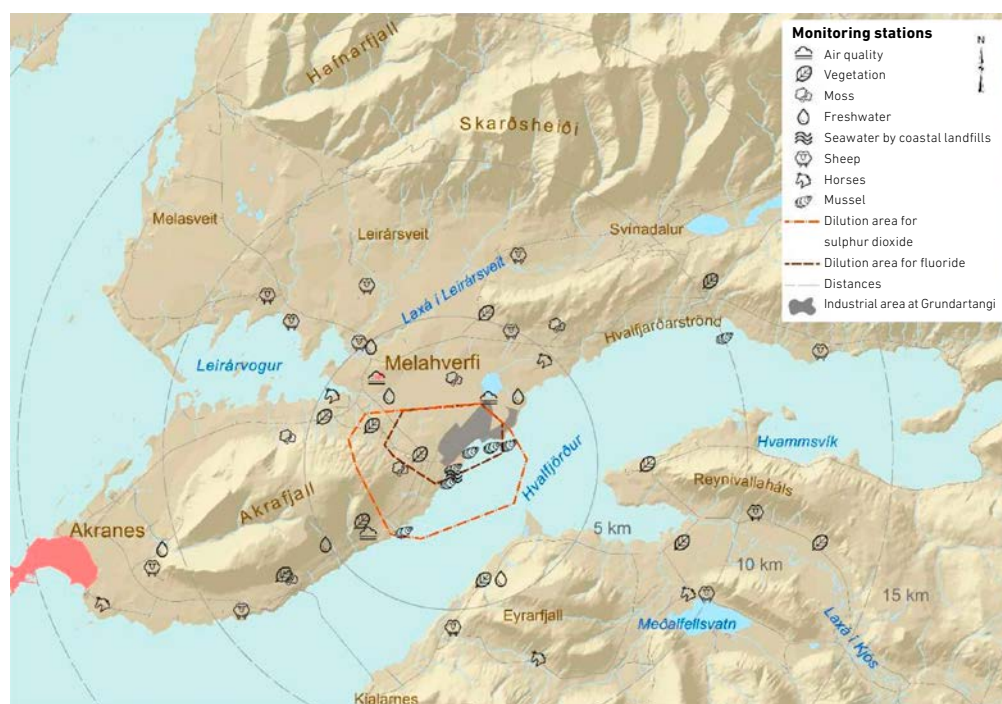 Monitoring stations
N
Air quality
Vegetation
Moss
Freshwater
Seawater by coastal landfills
Sheep
Horses
Mussel
Dilution area for
sulphur dioxide
Dilution area for fluoride
Distances
Industrial area at Grundartangi
Hafnarfjall
Skarðsheiði
Melasveit
Leirársveit
Svínadalur
Laxá í Leirársveit
Hvalfjarðarströnd
Leirárvogur
Melahverfi
Hvammsvík
Hvalfjörður
Reynivallaháls
Akrafjall
Akranes
5 km
10 km
15 km
Eyrarfjall
Meðalfellsvatn
Laxá í Kjós
Kjalarnes